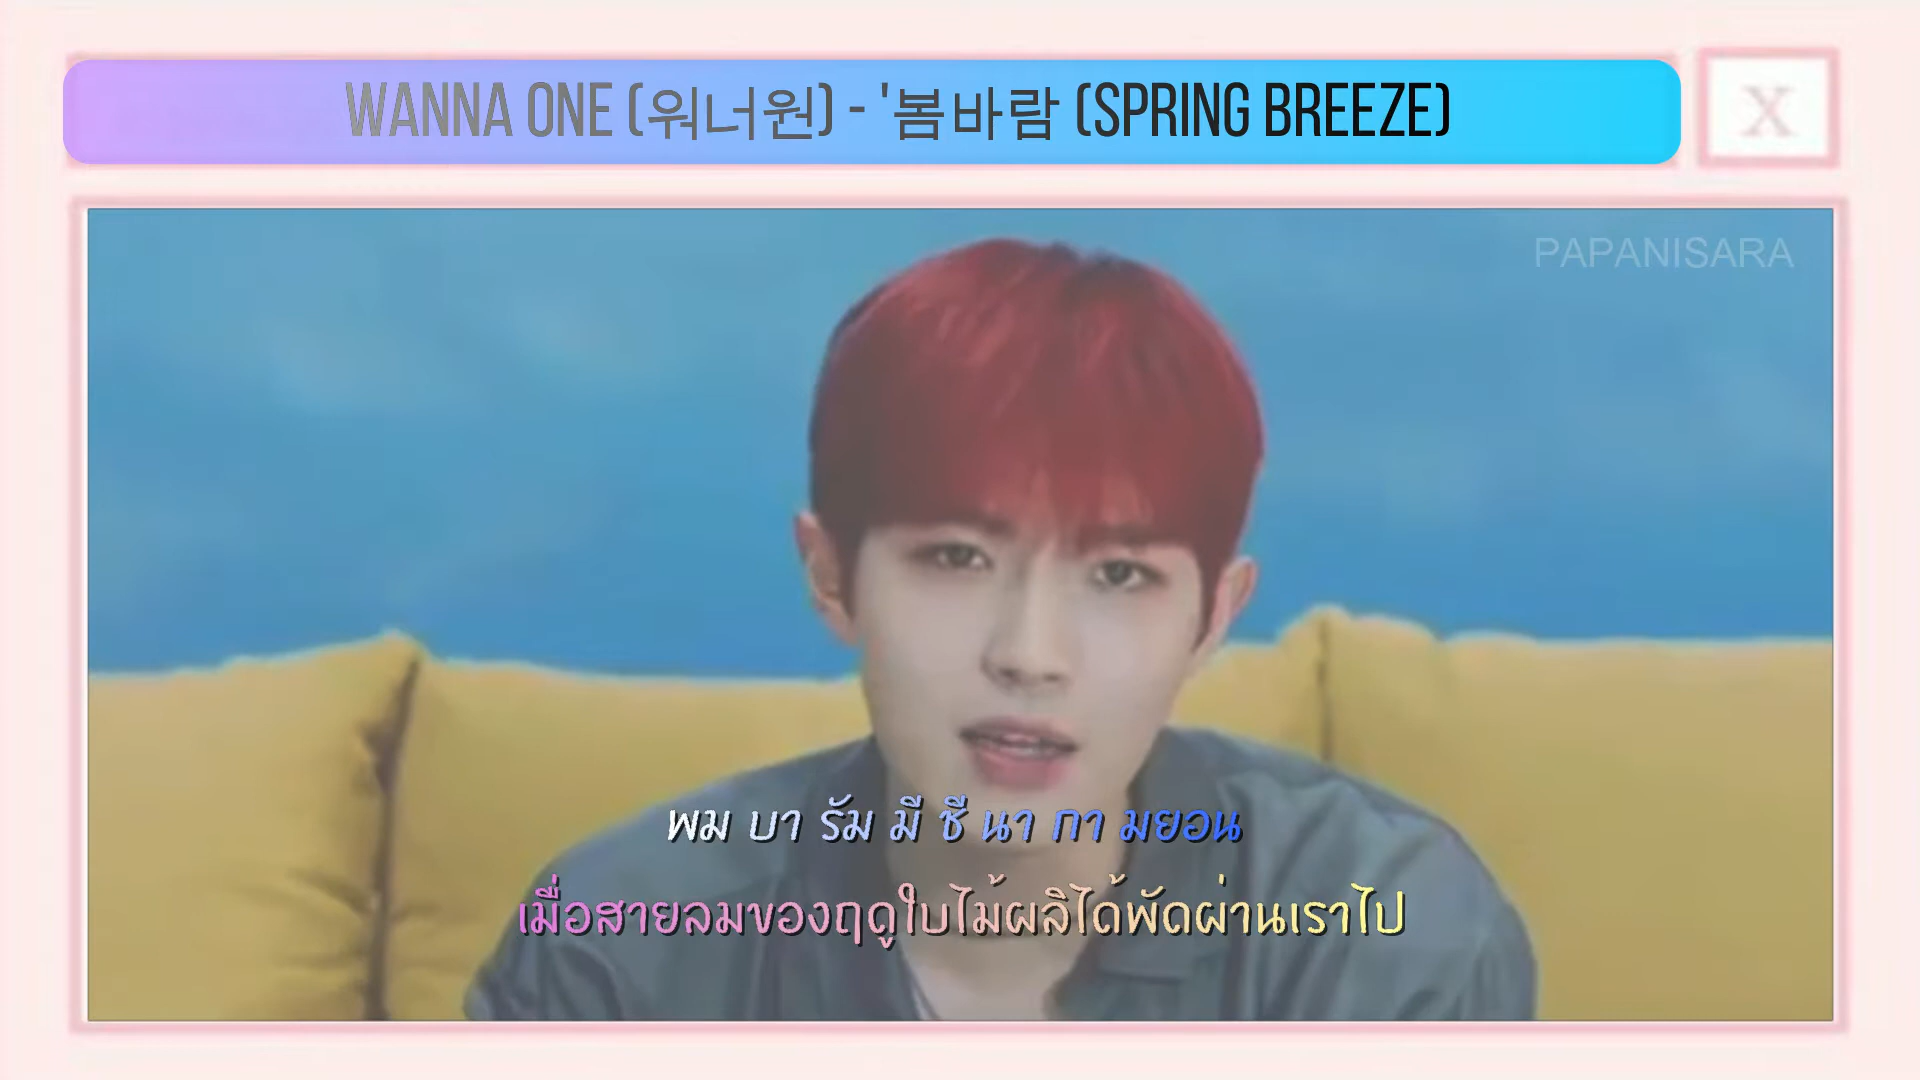 WANNA ONE (워너원) - '봄바람 (SPRING BREEZE)
X
PAPANISARA
พม บา รัม มี ชี นา กา มยอน
เมื่อสายลมของฤดูใบไม้ผลิได้พัดผ่านเราไป